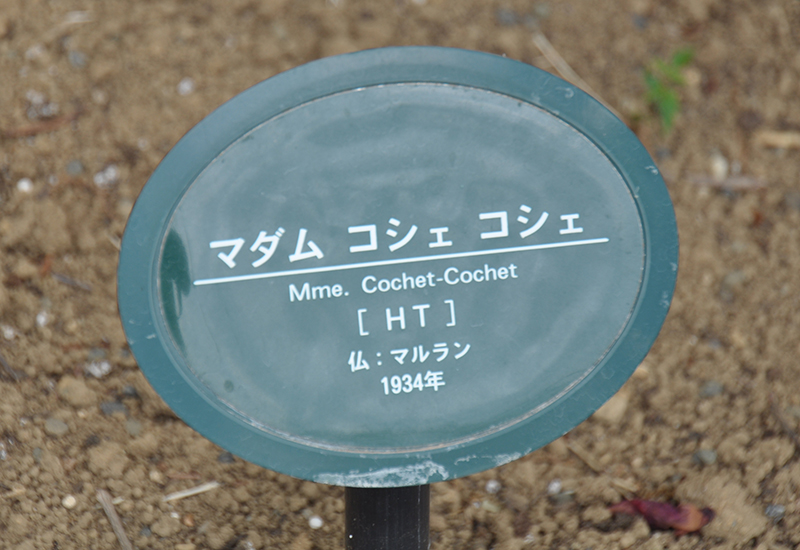 マダム コシェ コシェ
Mme. Cochet-Cochet
[ HT ]
仏：マルラン
1934年